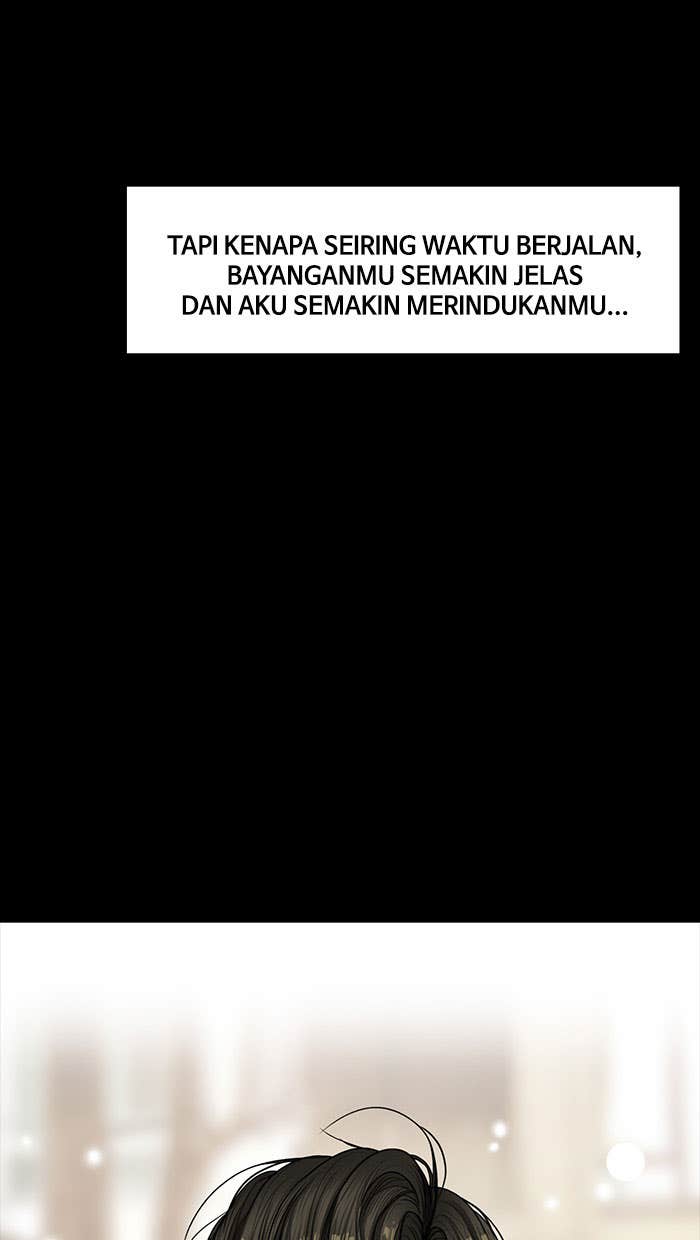 TAPI KENAPA SEIRING WAKTU BERJALAN,
BAYANGANMU SEMAKIN JELAS
DAN AKU SEMAKIN MERINDUKANMU...